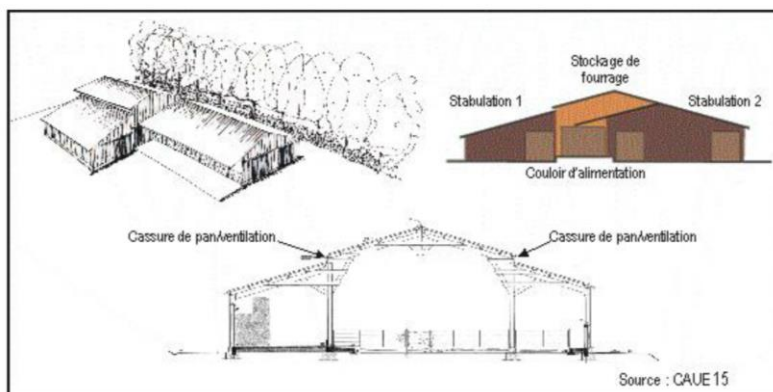 Stockage de
fourrage
Stabulation 1
Stabulation 2
Couloir d'alimentation
Cassure de pan/ventilation
Cassure de pan/ventilation
Source : CAUE 15